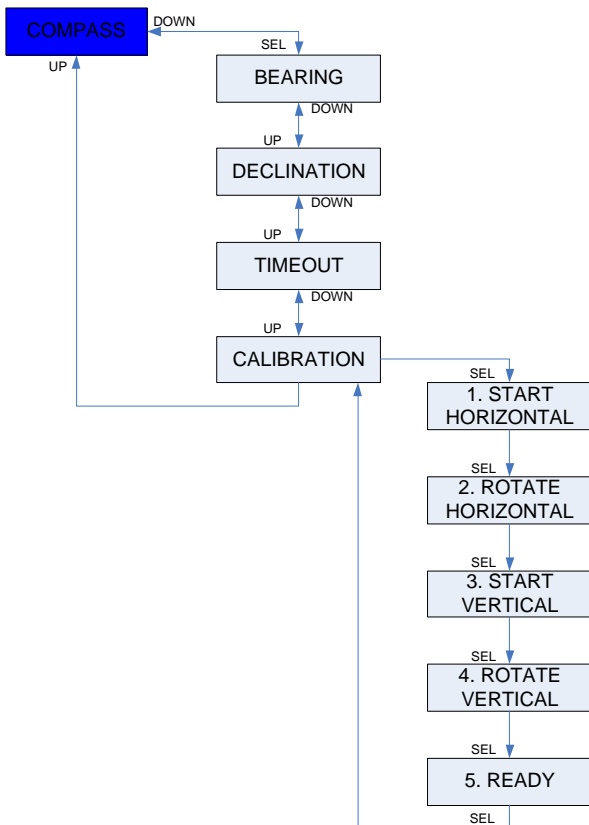 COMPASS
DOWN
UP
SEL
BEARING
DOWN
UP
DECLINATION
DOWN
UP
TIMEOUT
DOWN
UP
CALIBRATION
SEL
1. START
HORIZONTAL
SEL
2. ROTATE
HORIZONTAL
SEL
3. START
VERTICAL
SEL
4. ROTATE
VERTICAL
SEL
5. READY
SEL